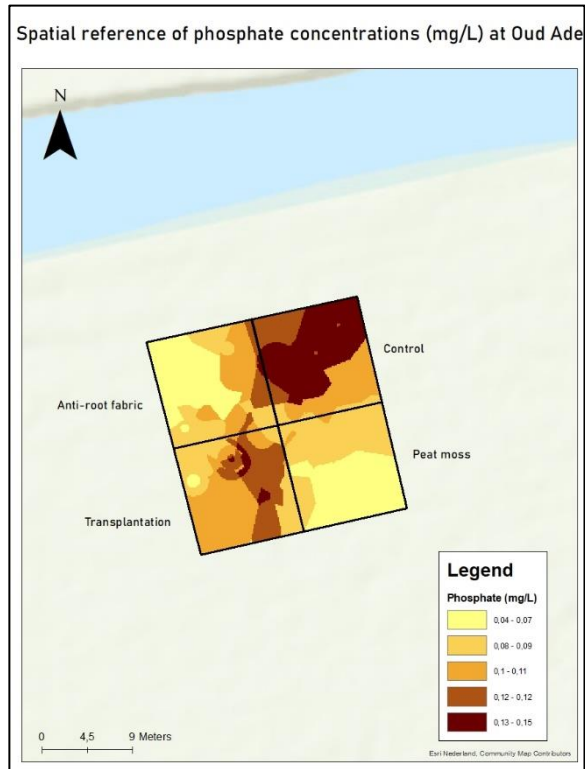 Spatial reference of phosphate concentrations (mg/L) at Oud Ade
N
Control
Anti-root fabric
Peat moss
Transplantation
Legend
Phosphate (mg/L)
0,04 - 0,07
0,08 - 0,09
0,1 - 0,11
0,12 - 0,12
0,13 - 0,15
0 4,5 9 Meters
Esri Nederland, Community Map Contributors